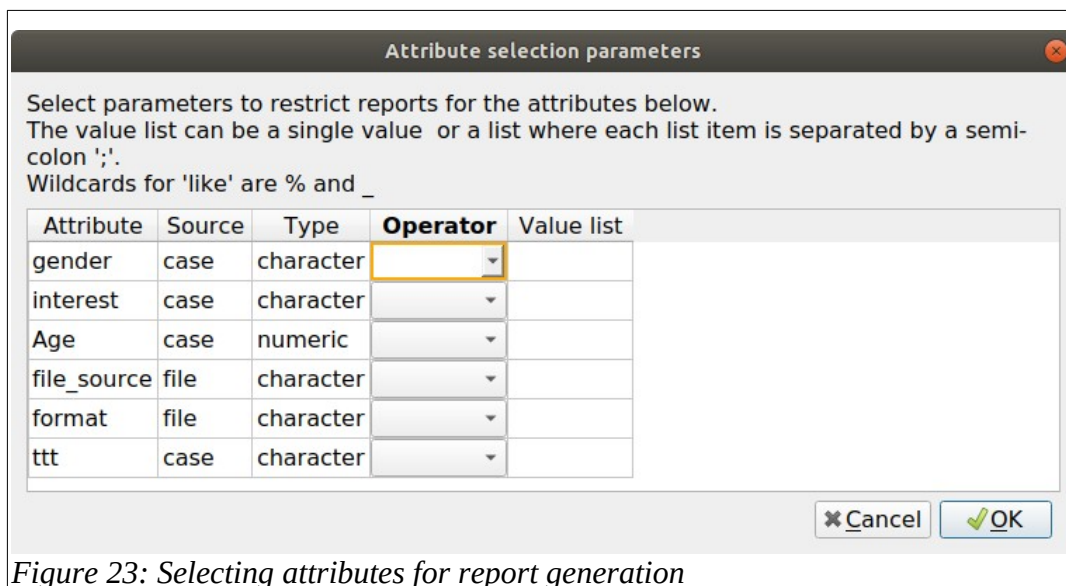 Attribute selection parameters
Select parameters to restrict reports for the attributes below.
The value list can be a single value  or a list where each list item is separated by a semi-
colon ';'.
Wildcards for 'like' are % and _
Attribute Source Type Operator Value list
gender case character
interest case character
Age case numeric
file_source file character
format file character
ttt case character
Cancel OK
Figure 23: Selecting attributes for report generation